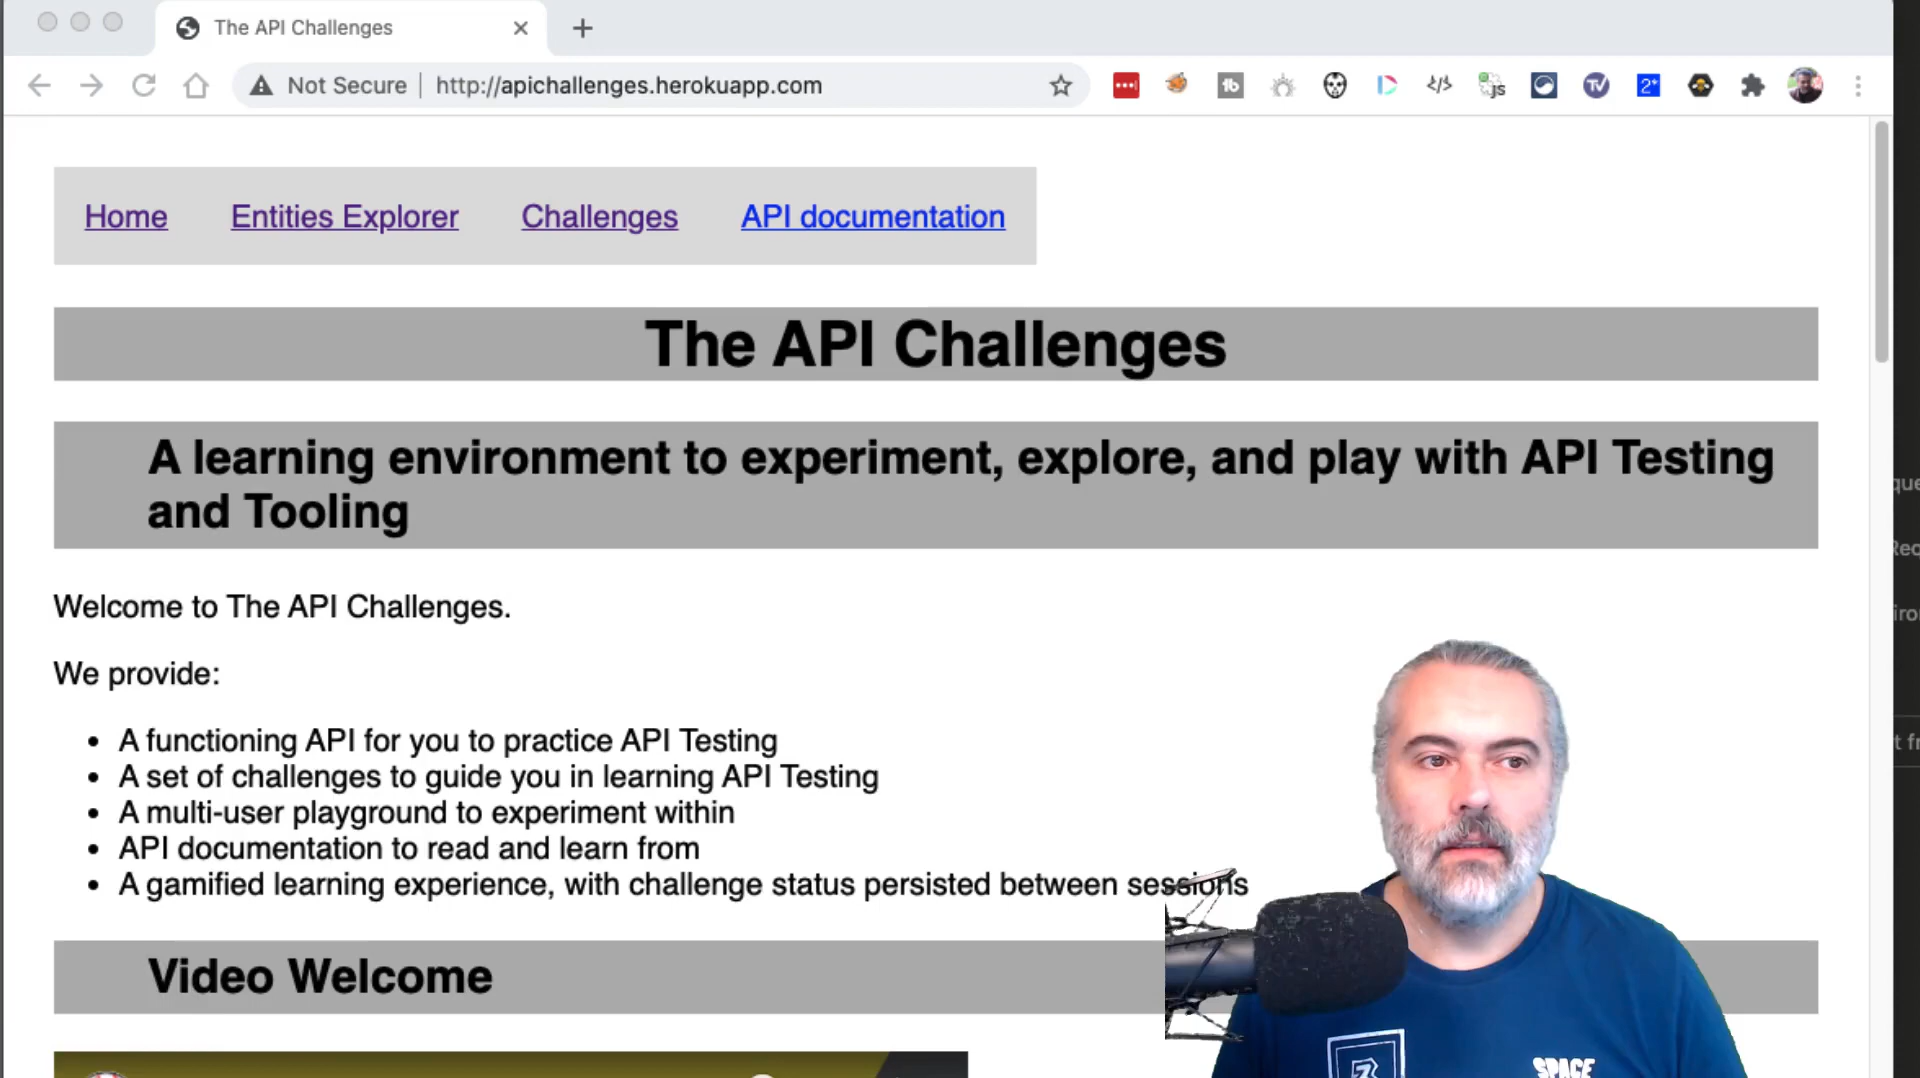 The API Challenges
Not Secure | http://apichallenges.herokuapp.com
Home Entities Explorer Challenges API documentation
The API Challenges
A learning environment to experiment, explore, and play with API Testing
and Tooling
Welcome to The API Challenges.
We provide:
• A functioning API for you to practice API Testing
• A set of challenges to guide you in learning API Testing
• A multi-user playground to experiment within
• API documentation to read and learn from
• A gamified learning experience, with challenge status persisted between sessions
Video Welcome
SPACE